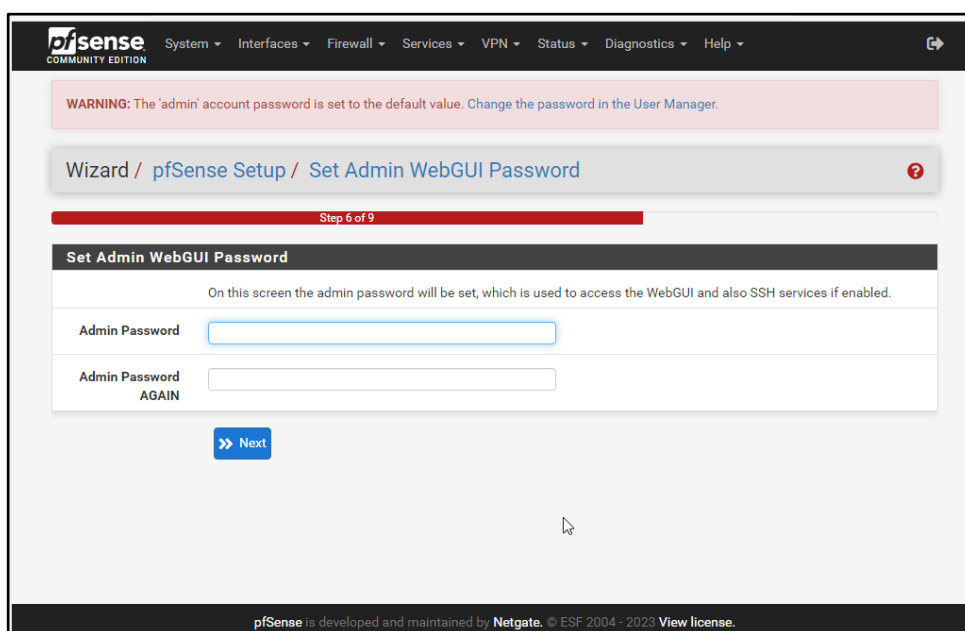 pfsense System Interfaces Firewall Services VPN Status Diagnostics Help
COMMUNITY EDITION
WARNING: The 'admin' account password is set to the default value. Change the password in the User Manager.
Wizard / pfSense Setup / Set Admin WebGUI Password
Step 6 of 9
Set Admin WebGUI Password
On this screen the admin password will be set, which is used to access the WebGUI and also SSH services if enabled.
Admin Password
Admin Password
AGAIN
Next
pfSense is developed and maintained by Netgate. © ESF 2004 - 2023 View license.